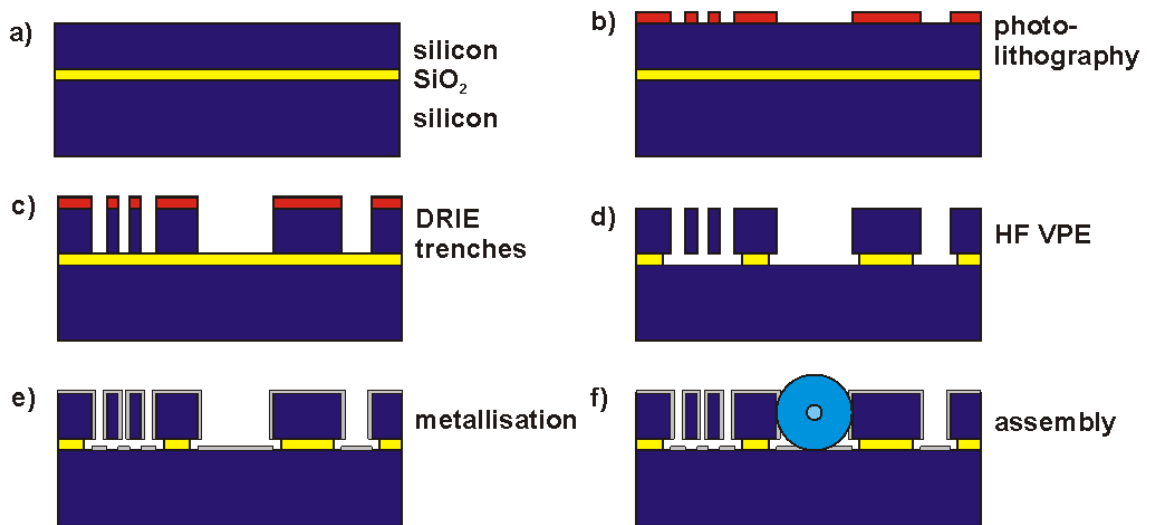 a)
silicon
SiO₂
silicon
b)
photo-
lithography
c)
DRIE
trenches
d)
HF VPE
e)
metallisation
f)
assembly